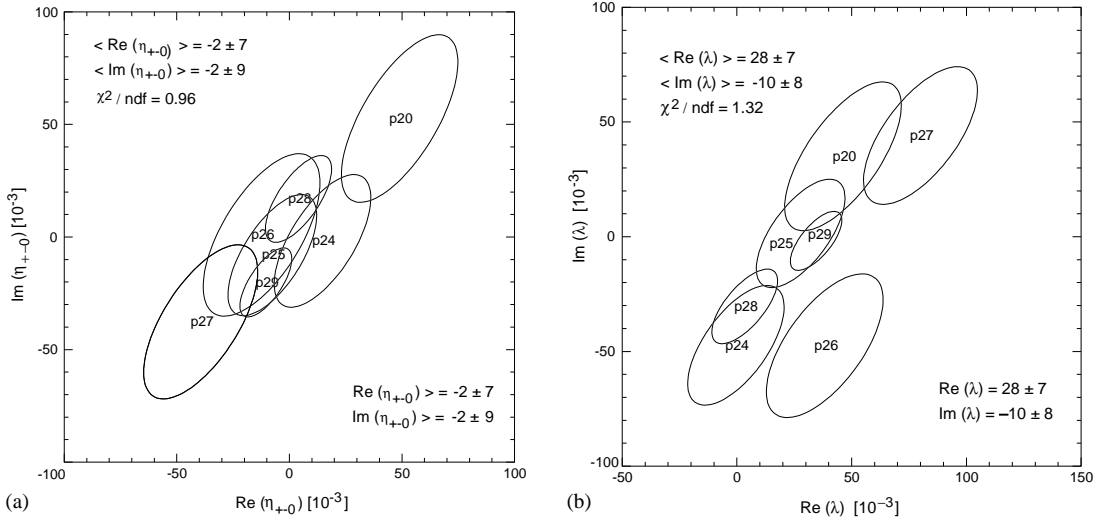 < Re (η+-0) > = -2 ± 7
< Im (η+-0) > = -2 ± 9
χ2 / ndf = 0.96
p20
p28
p26
p24
p25
p29
p27
Re (η+-0) > = -2 ± 7
Im (η+-0) > = -2 ± 9
100
50
0
-50
-100
-50
0
50
100
Im (η+-0) [10-3]
Re (η+-0) [10-3]
(a)
< Re (λ) > = 28 ± 7
< Im (λ) > = -10 ± 8
χ2 / ndf = 1.32
p27
p20
p29
p25
p28
p24
p26
Re (λ) = 28 ± 7
Im (λ) = –10 ± 8
100
50
0
-50
-100
-50
0
50
100
150
Im (λ) [10-3]
Re (λ) [10–3]
(b)